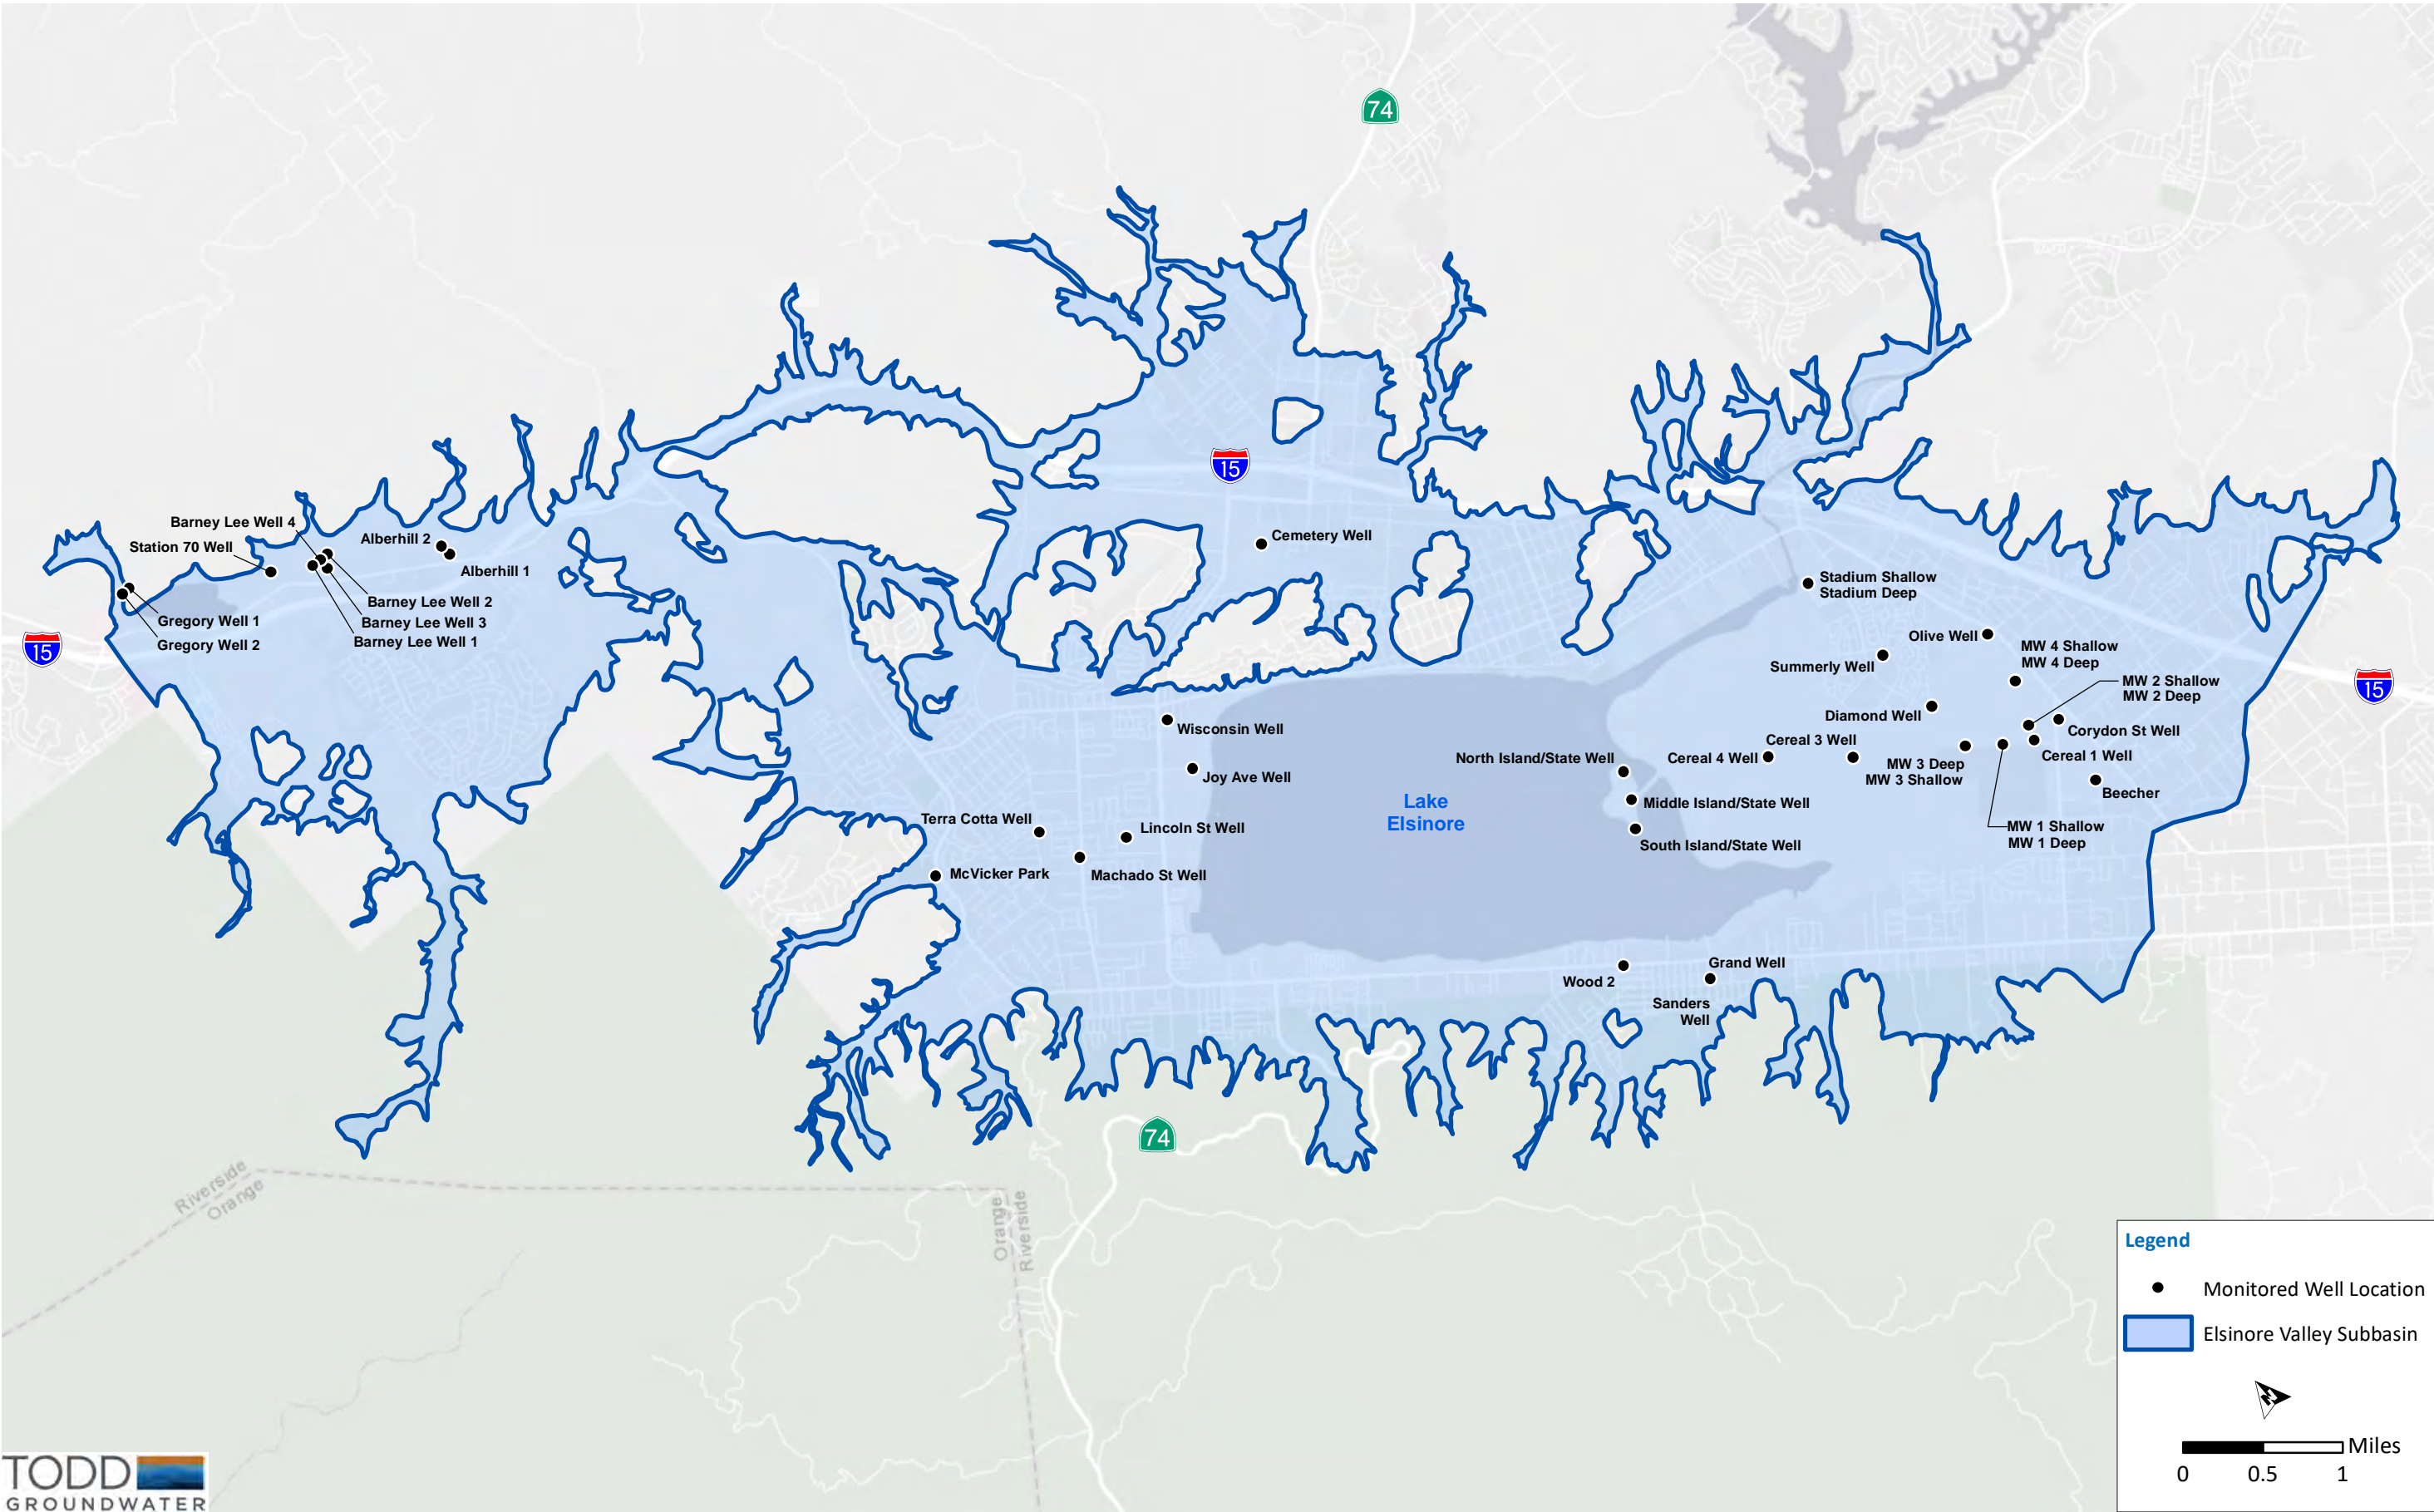 74
15
Barney Lee Well 4
Station 70 Well
Alberhill 2
Alberhill 1
Cemetery Well
Stadium Shallow
Stadium Deep
Barney Lee Well 2
Barney Lee Well 3
Barney Lee Well 1
Gregory Well 1
Gregory Well 2
15
Olive Well
MW 4 Shallow
MW 4 Deep
Summerly Well
MW 2 Shallow
MW 2 Deep
15
Diamond Well
Corydon St Well
Wisconsin Well
Cereal 3 Well
North Island/State Well
Cereal 4 Well
Cereal 1 Well
MW 3 Deep
MW 3 Shallow
Joy Ave Well
Beecher
Lake
Elsinore
Middle Island/State Well
Terra Cotta Well
Lincoln St Well
MW 1 Shallow
MW 1 Deep
South Island/State Well
McVicker Park
Machado St Well
Grand Well
Wood 2
Sanders
Well
74
Riverside
Orange
Orange
Riverside
Legend
Monitored Well Location
Elsinore Valley Subbasin
N
Miles
0 0.5 1
TODD
GROUNDWATER